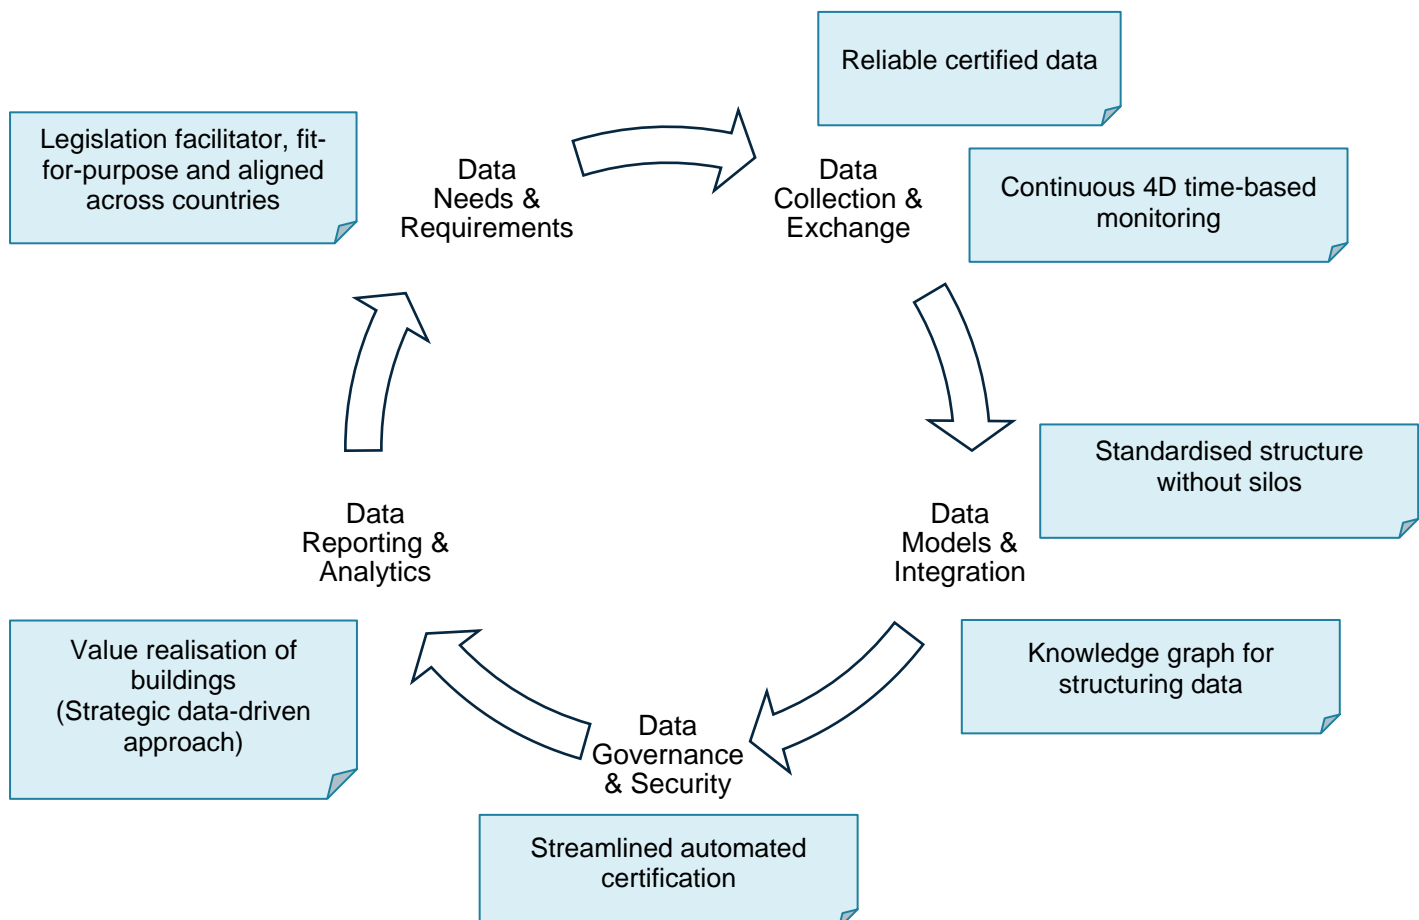 Reliable certified data
Legislation facilitator, fit-
for-purpose and aligned
across countries
Data
Needs &
Requirements
Data
Collection &
Exchange
Continuous 4D time-based
monitoring
Standardised structure
without silos
Data
Reporting &
Analytics
Data
Models &
Integration
Value realisation of
buildings
(Strategic data-driven
approach)
Knowledge graph for
structuring data
Data
Governance
& Security
Streamlined automated
certification